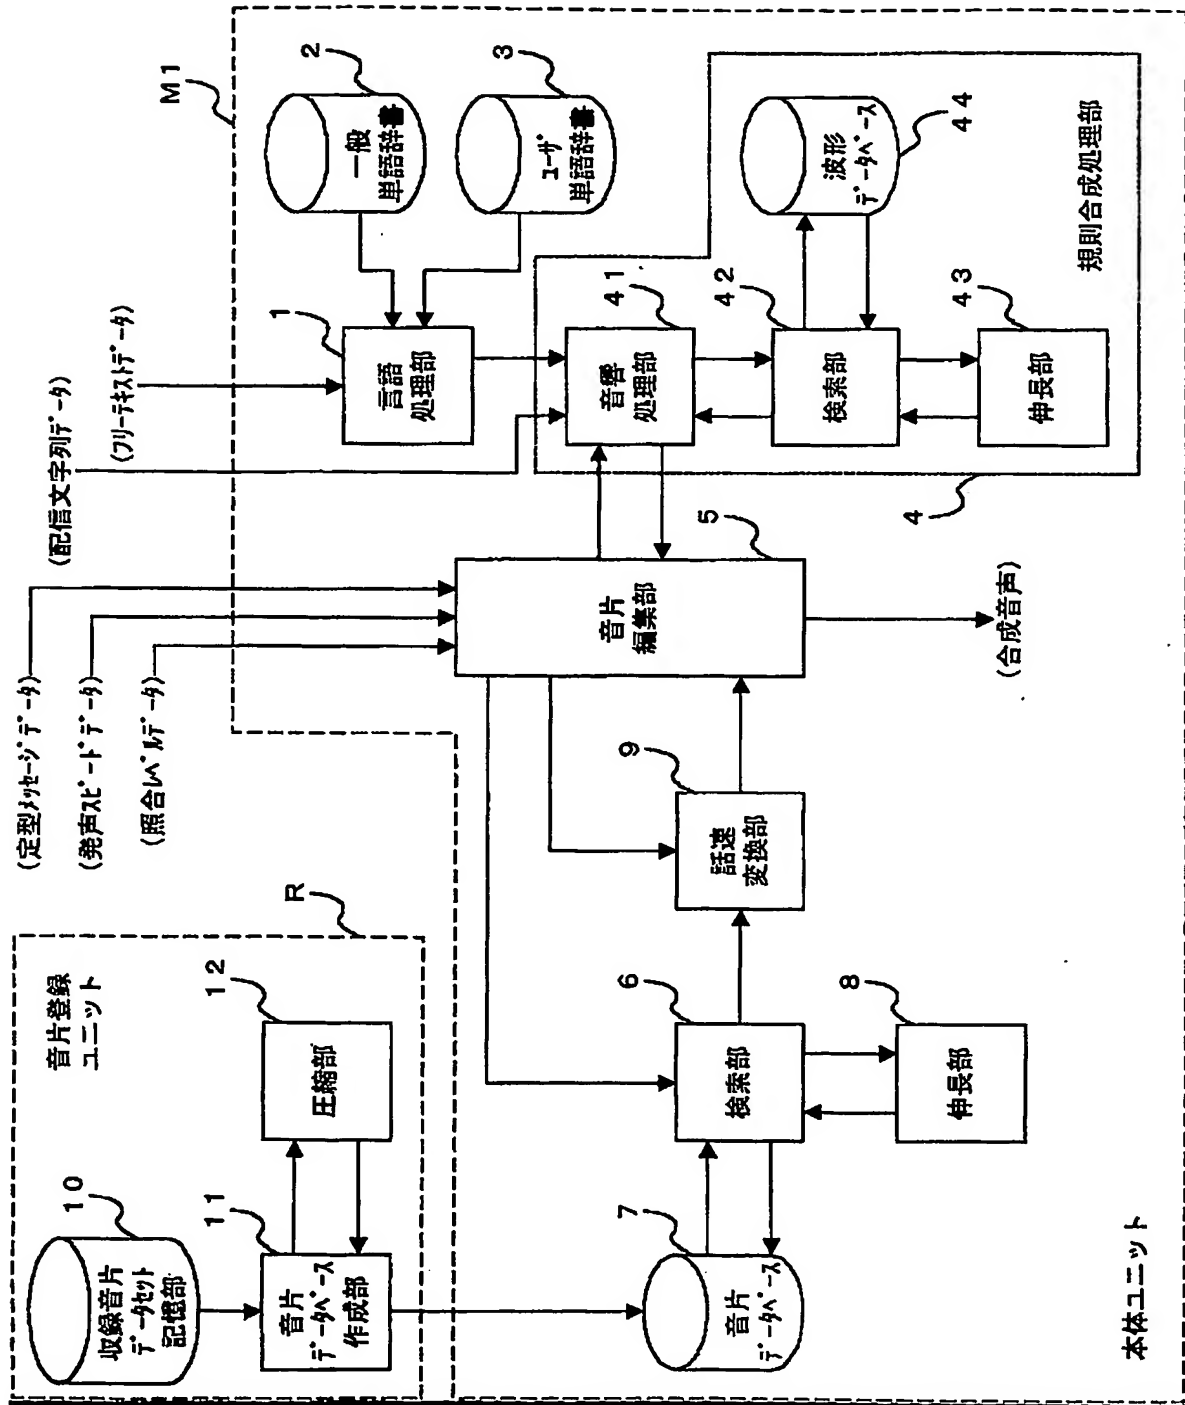 M1
(配信文字列データ)
(フリーテキストデータ)
(定型メッセージデータ)
(発声スピードデータ)
(照合レベルデータ)
1
言語
処理部
2
一般
単語辞書
3
ユーザ
単語辞書
41
音響
処理部
42
検索部
43
伸長部
44
波形
データベース
規則合成処理部
4
5
音片
編集部
(合成音声)
9
話速
変換部
6
検索部
8
伸長部
7
音片
データベース
本体ユニット
R
音片登録
ユニット
10
収録音片
データセット
記憶部
11
音片
データベース
作成部
12
圧縮部